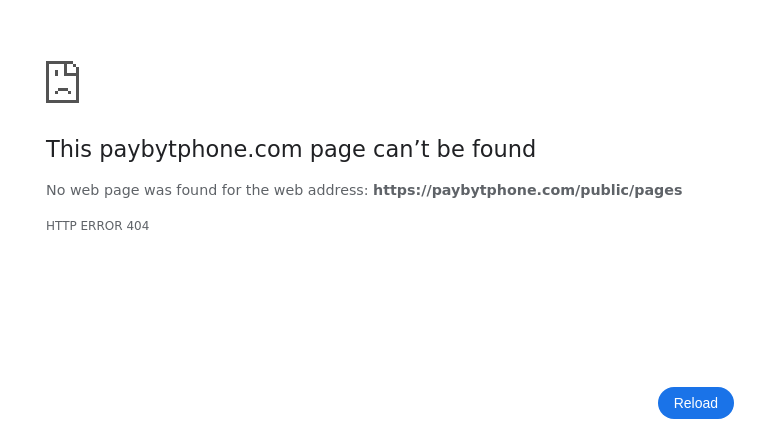 This paybytphone.com page can’t be found
No web page was found for the web address: https://paybytphone.com/public/pages
HTTP ERROR 404
Reload